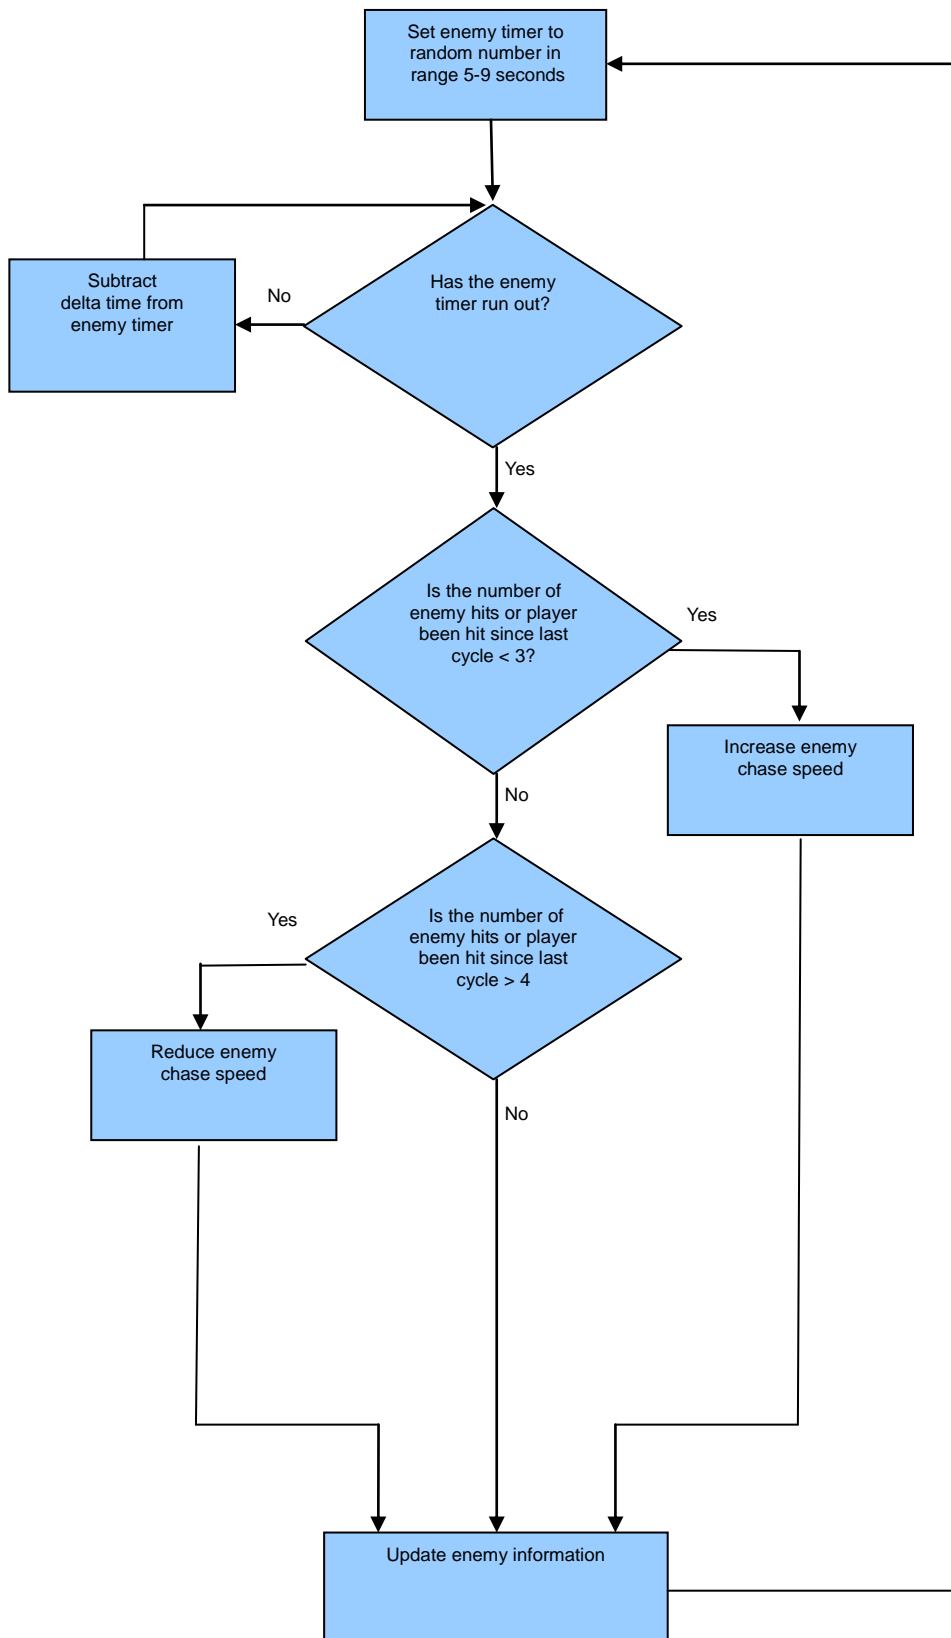 Set enemy timer to
random number in
range 5-9 seconds
Has the enemy
timer run out?
No
Subtract
delta time from
enemy timer
Yes
Is the number of
enemy hits or player
been hit since last
cycle < 3?
Yes
Increase enemy
chase speed
No
Is the number of
enemy hits or player
been hit since last
cycle > 4
Yes
Reduce enemy
chase speed
No
Update enemy information